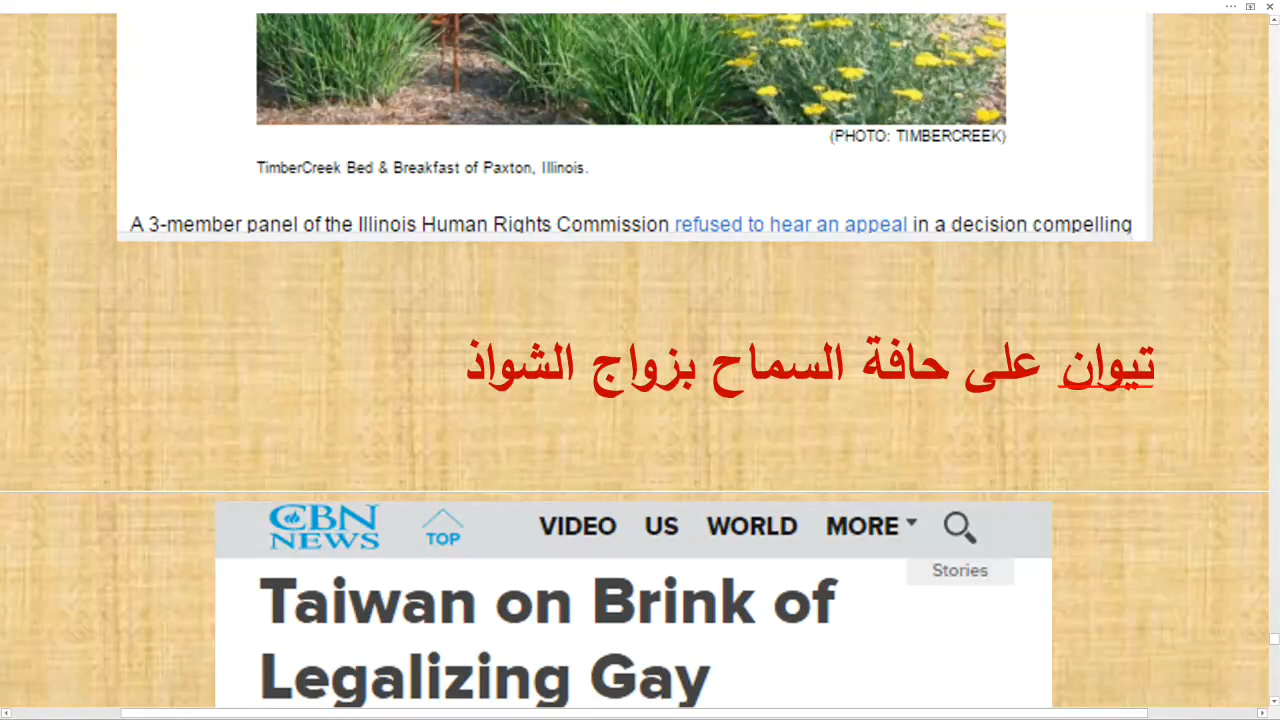 (PHOTO: TIMBERCREEK)
TimberCreek Bed & Breakfast of Paxton, Illinois.
A 3-member panel of the Illinois Human Rights Commission refused to hear an appeal in a decision compelling
تيوان على حافة السماح بزواج الشواذ
CBN NEWS TOP VIDEO US WORLD MORE
Stories
Taiwan on Brink of
Legalizing Gay